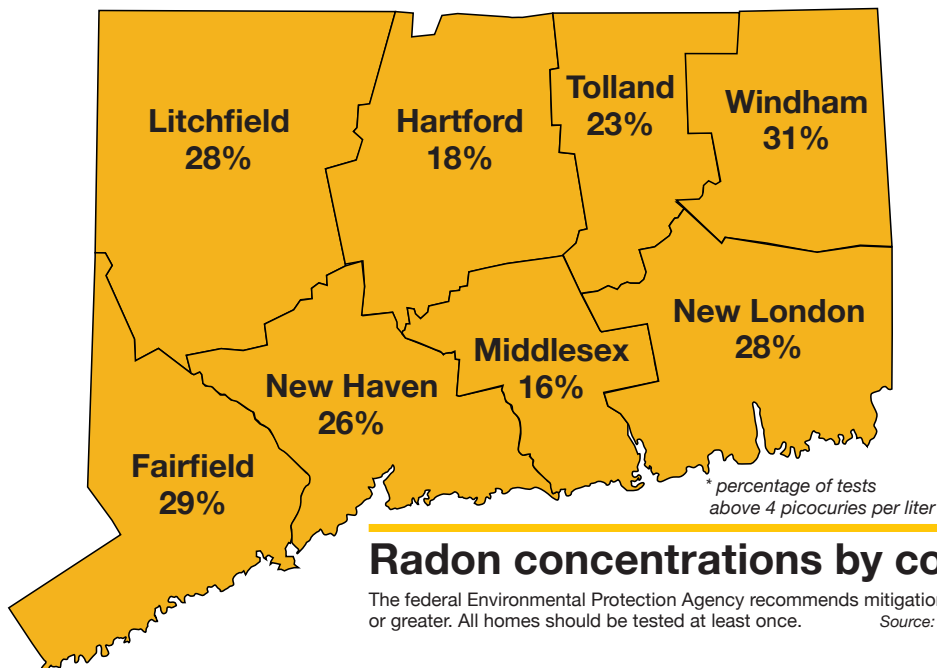 Litchfield
28%
Hartford
18%
Tolland
23%
Windham
31%
New London
28%
Middlesex
16%
New Haven
26%
Fairfield
29%
* percentage of tests
above 4 picocuries per liter
Radon concentrations by co
The federal Environmental Protection Agency recommends mitigation
or greater. All homes should be tested at least once. Source: